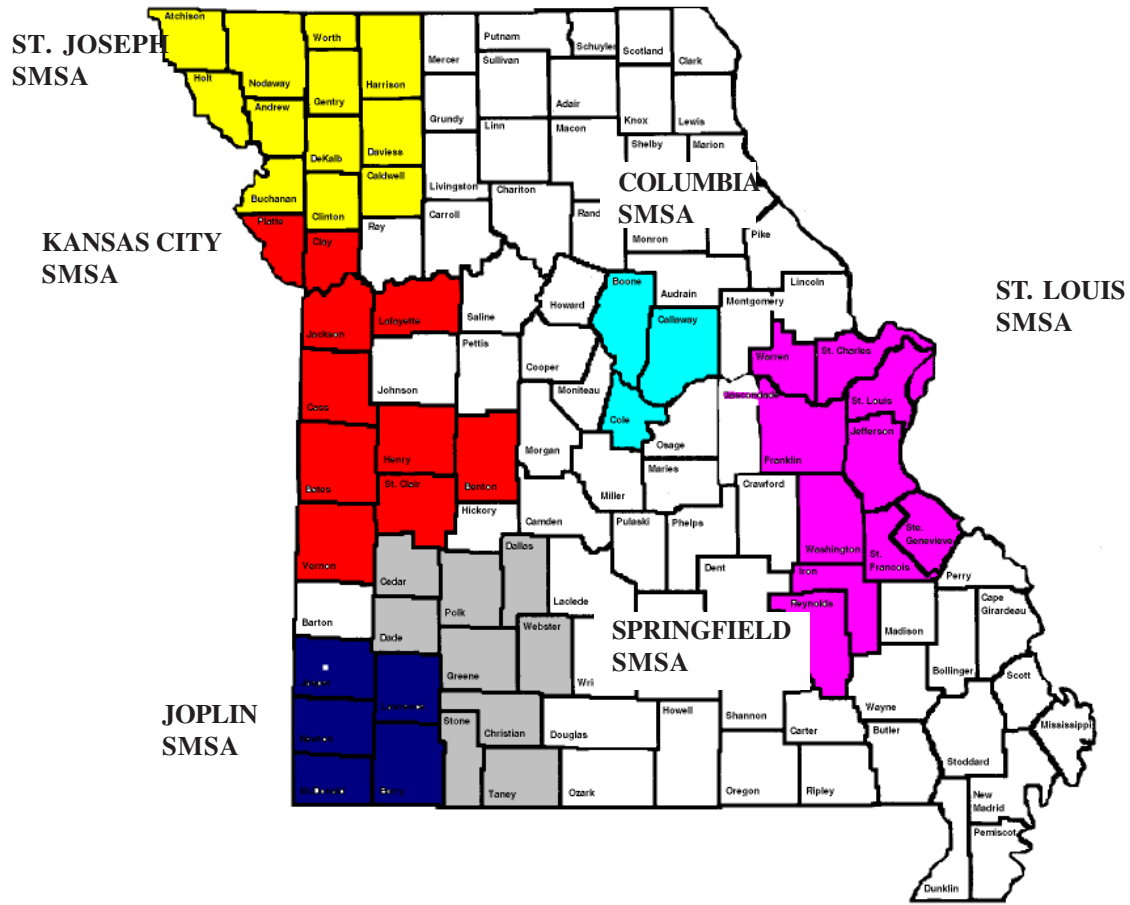 Atchison
Worth
Putnam
Schuyler
Scotland
ST. JOSEPH
SMSA
Mercer
Sullivan
Clark
Holt
Nodaway
Harrison
Gentry
Andrew
Adair
Grundy
Linn
Macon
Knox
Lewis
DeKalb
Daviess
Shelby
Marion
Caldwell
Livingston
Chariton
COLUMBIA
SMSA
Buchanan
Clinton
Carroll
Rand
Platte
Ray
Clay
Monron
Pike
KANSAS CITY
SMSA
Boone
Audrain
Lincoln
Montgomery
ST. LOUIS
SMSA
Howard
Saline
Lafayette
Callaway
Jackson
Pettis
Warren
St. Charles
Cooper
Johnson
Moniteau
St. Louis
Cass
Cole
Jefferson
Osage
Morgan
Franklin
Henry
Maries
Bates
St. Clair
Benton
Crawford
Miller
Hickory
Camden
Pulaski
Phelps
Ste.
Genevieve
Washington
St.
Francois
Dallas
Vernon
Cedar
Dent
Iron
Perry
Laclede
Reynolds
Cape
Girardeau
Polk
Barton
Webster
SPRINGFIELD
SMSA
Madison
Dade
Greene
Wri
Bollinger
Scott
JOPLIN
SMSA
Stone
Howell
Shannon
Wayne
Mississippi
Christian
Douglas
Carter
Butler
Stoddard
Taney
Ozark
Oregon
Ripley
New
Madrid
Pemiscot
Dunklin